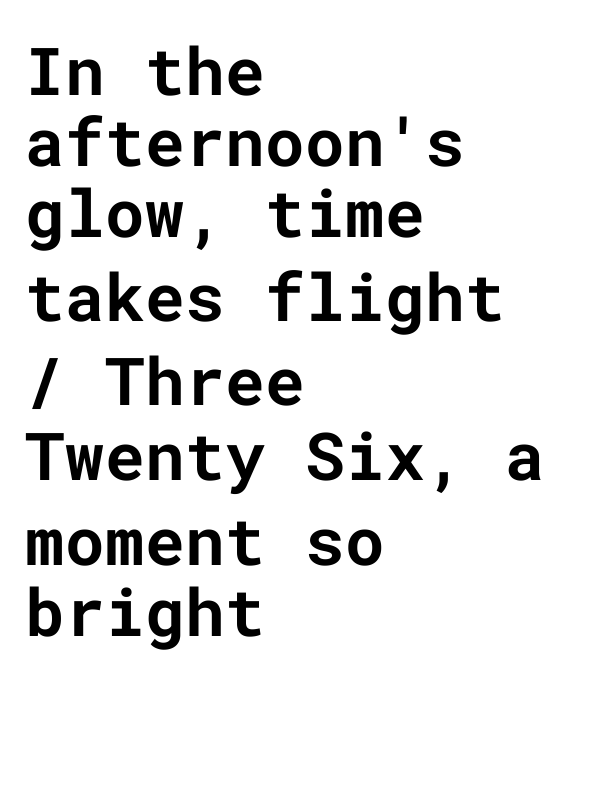 In the
afternoon's
glow, time
takes flight
/ Three
Twenty Six, a
moment so
bright